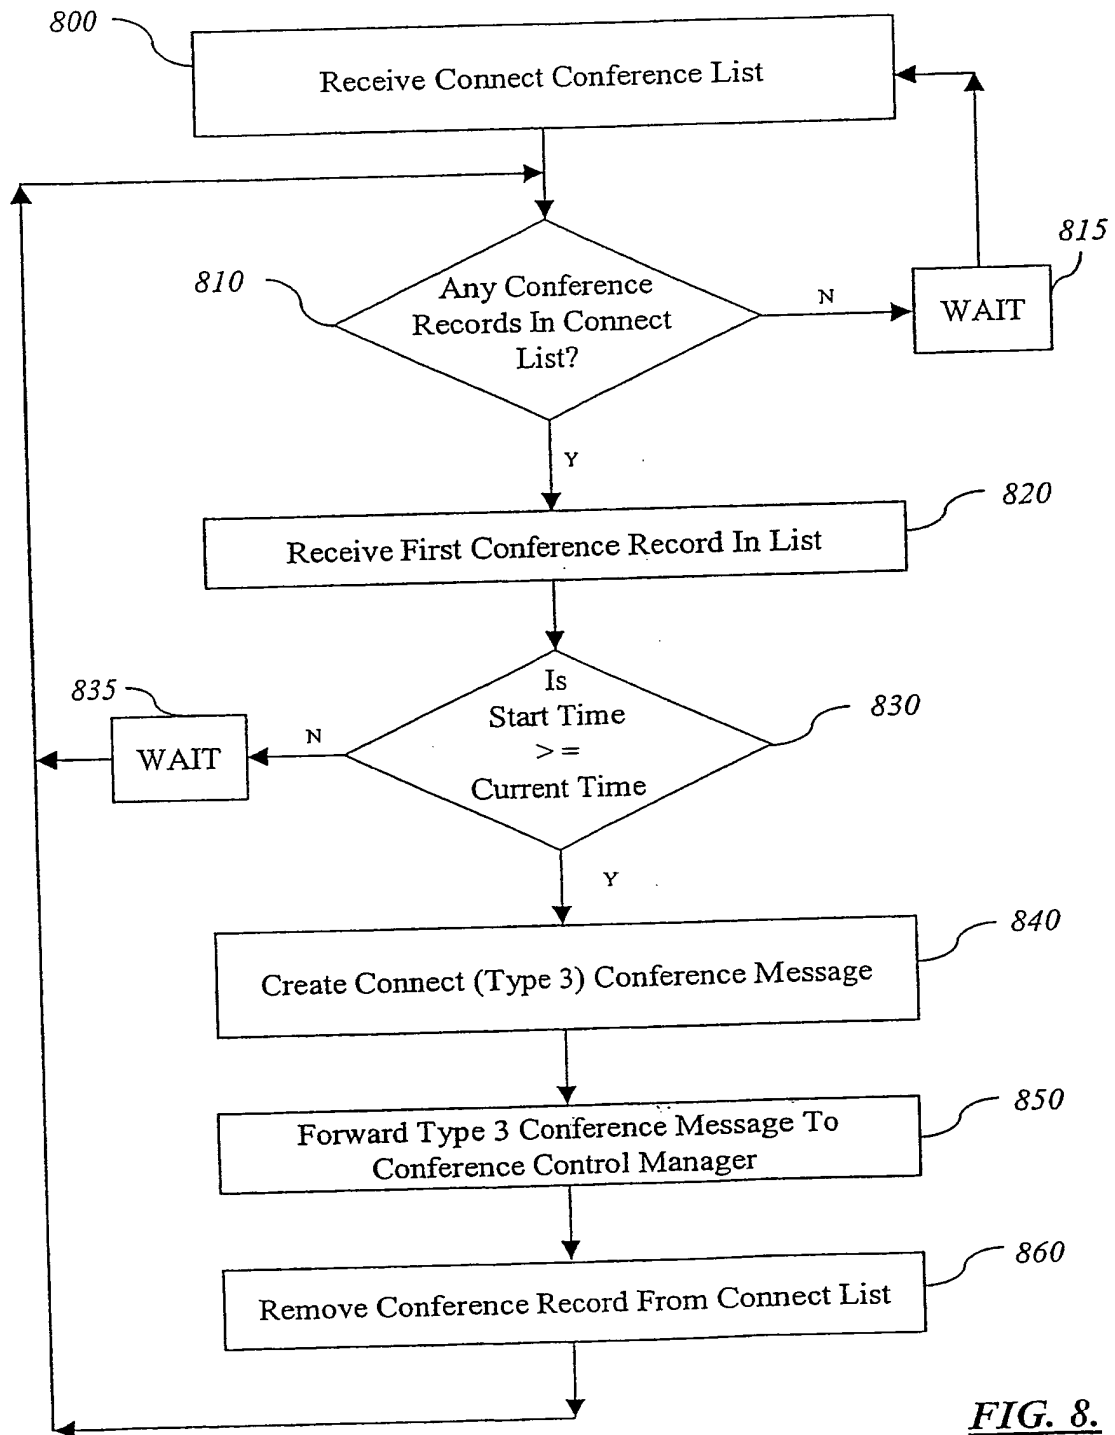 800
Receive Connect Conference List
810
Any Conference
Records In Connect
List?
N
815
WAIT
Y
820
Receive First Conference Record In List
830
Is
Start Time
>=
Current Time
N
835
WAIT
Y
840
Create Connect (Type 3) Conference Message
850
Forward Type 3 Conference Message To
Conference Control Manager
860
Remove Conference Record From Connect List
FIG. 8.